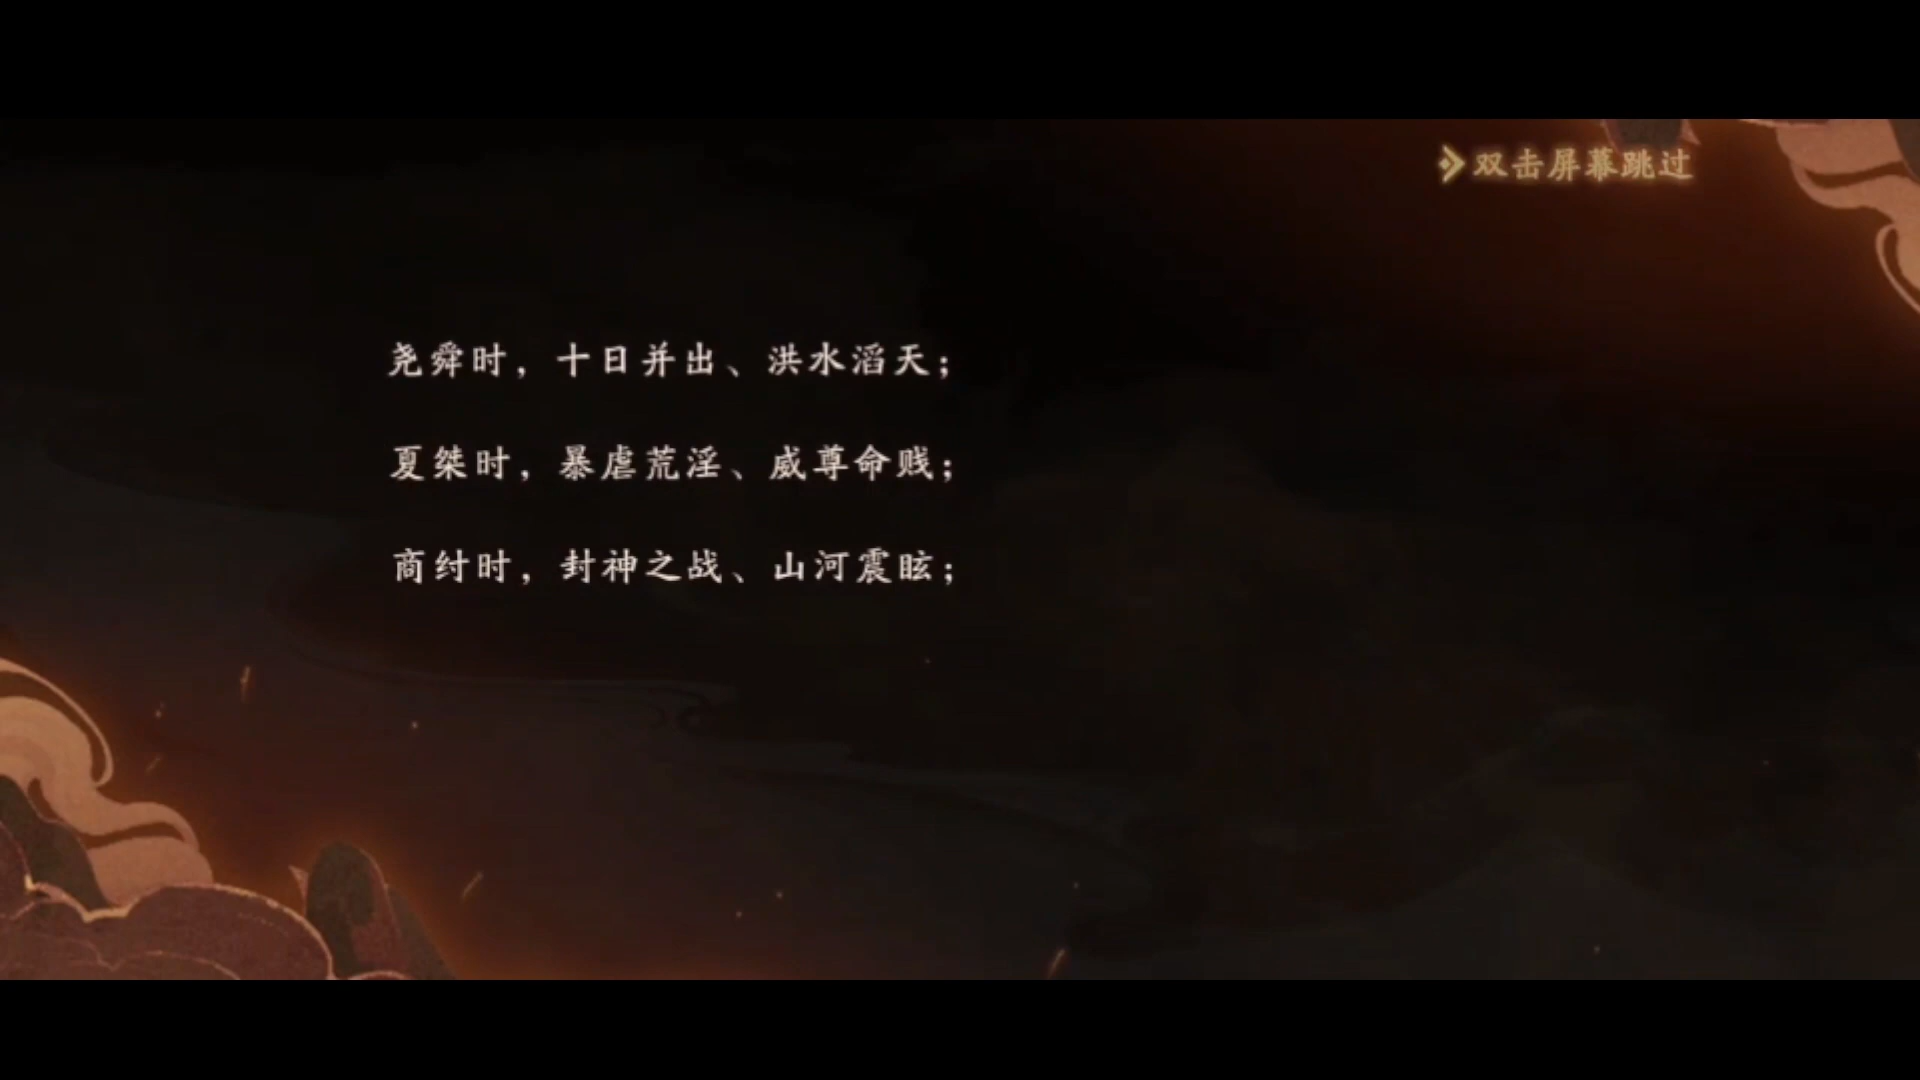 双击屏幕跳过
尧舜时，十日并出、洪水滔天；
夏桀时，暴虐荒淫、威尊命贱；
商纣时，封神之战、山河震眩；